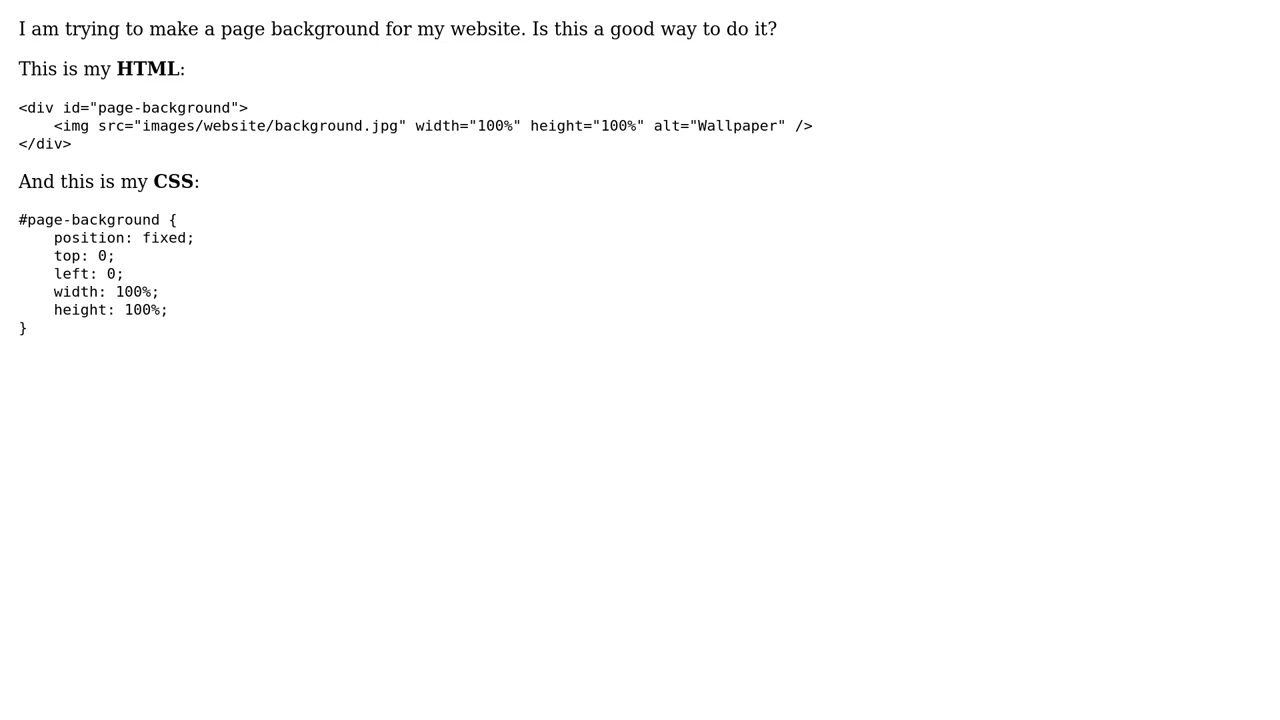 I am trying to make a page background for my website. Is this a good way to do it?
This is my HTML:
<div id="page-background">
    <img src="images/website/background.jpg" width="100%" height="100%" alt="Wallpaper" />
</div>
And this is my CSS:
#page-background {
    position: fixed;
    top: 0;
    left: 0;
    width: 100%;
    height: 100%;
}